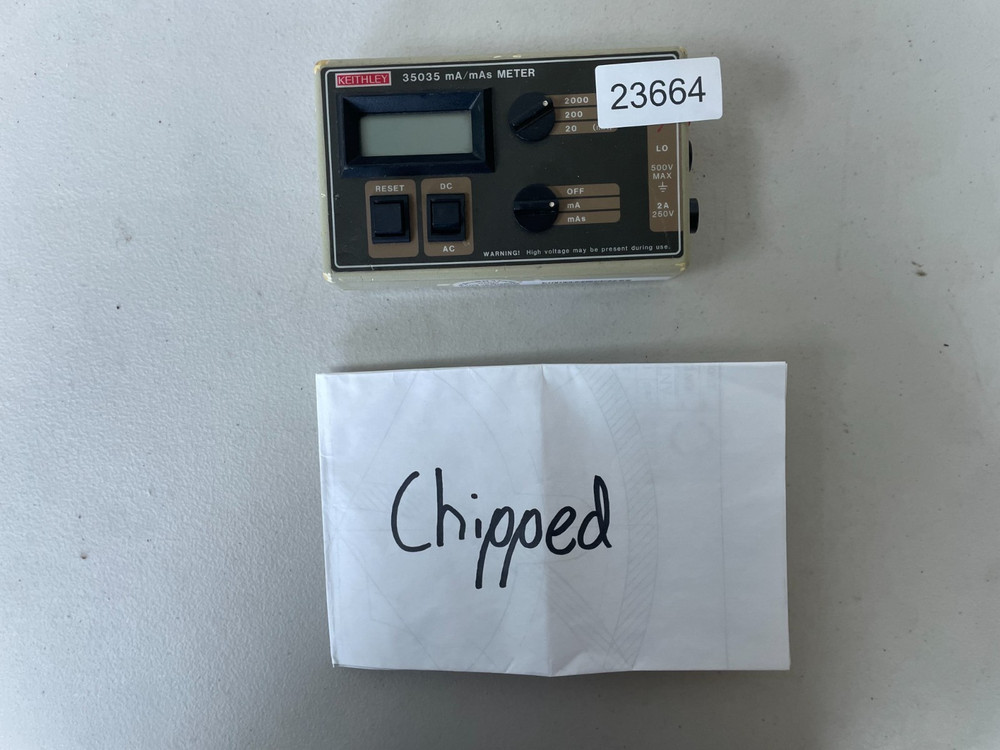 KEITHLEY 35035 mA/mAs METER
23664
2000
200
20
LO
500V
MAX
2A
250V
RESET
DC
AC
OFF
mA
mAs
WARNING! High voltage may be present during use.
Chipped